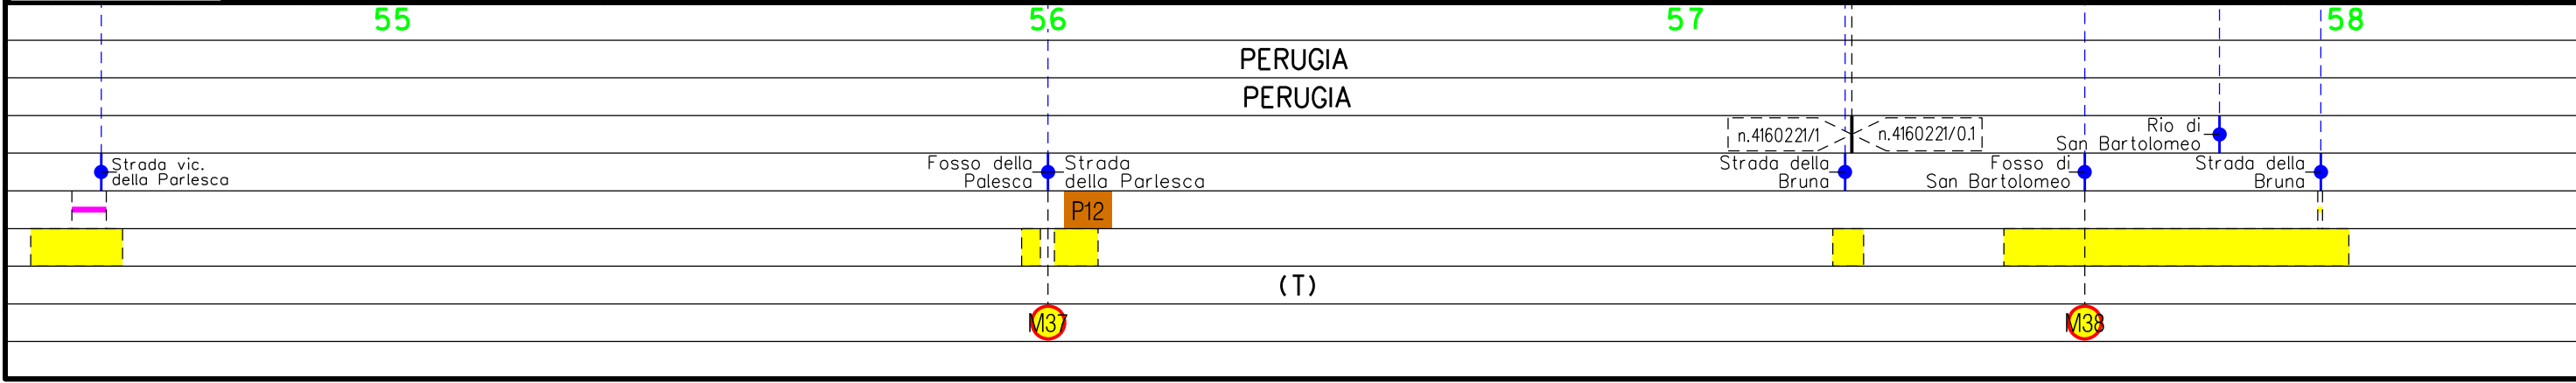 55 56 57 58
PERUGIA
PERUGIA
n.4160221/1 n.4160221/0.1
Rio di
San Bartolomeo
Strada vic.
della Parlesca
Fosso della
Palesca
Strada
della Parlesca
Strada della
Bruna
Fosso di
San Bartolomeo
Strada della
Bruna
P12
(T)
M37 M38